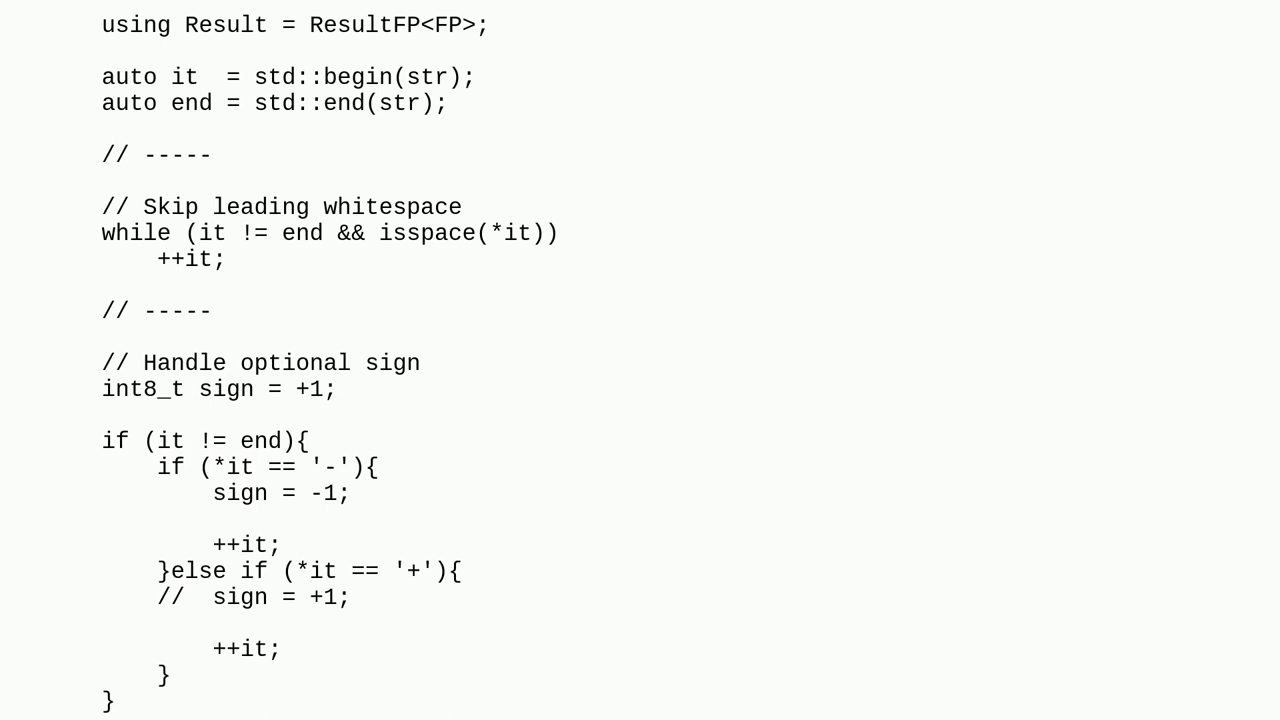 using Result = ResultFP<FP>;
auto it  = std::begin(str);
auto end = std::end(str);
// -----
// Skip leading whitespace
while (it != end && isspace(*it))
    ++it;
// -----
// Handle optional sign
int8_t sign = +1;
if (it != end){
    if (*it == '-'){
        sign = -1;
        ++it;
    }else if (*it == '+'){
    //  sign = +1;
        ++it;
    }
}